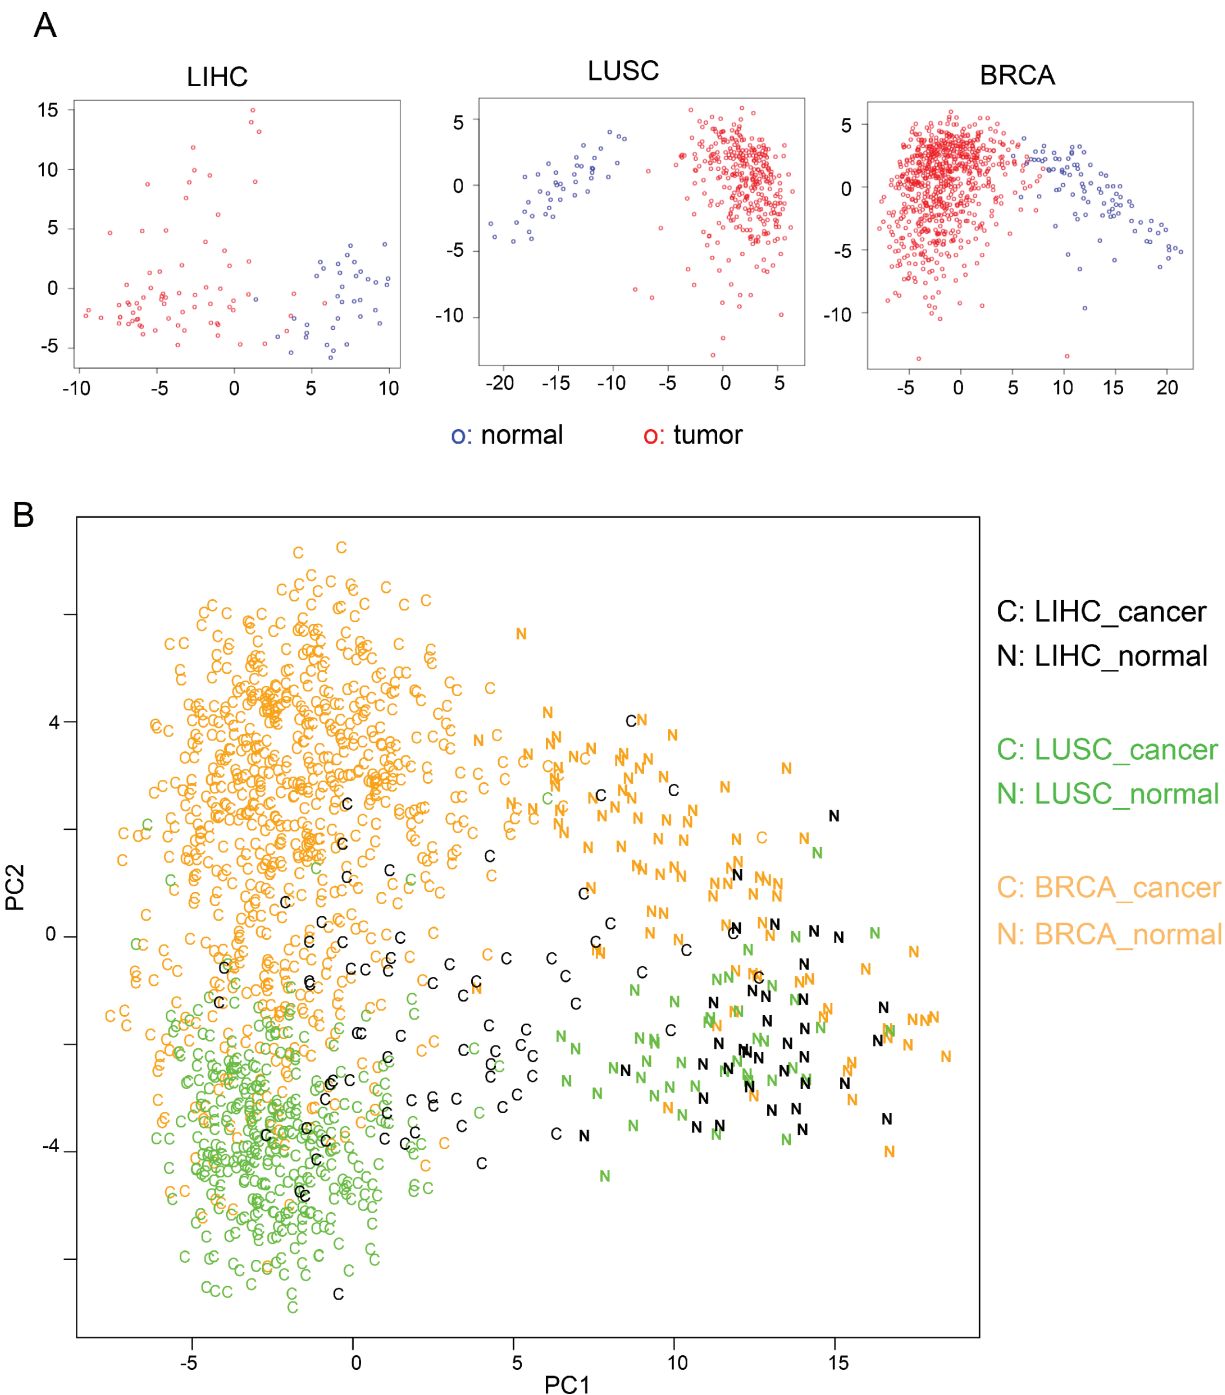 A
LIHC
LUSC
BRCA
15
10
5
0
-5
-10
-5
0
5
10
5
0
-5
-10
-20
-15
-10
-5
0
5
5
0
-5
-10
-5
0
5
10
15
20
o: normal
o: tumor
B
PC2
4
0
-4
-5
0
5
10
15
PC1
C: LIHC_cancer
N: LIHC_normal
C: LUSC_cancer
N: LUSC_normal
C: BRCA_cancer
N: BRCA_normal